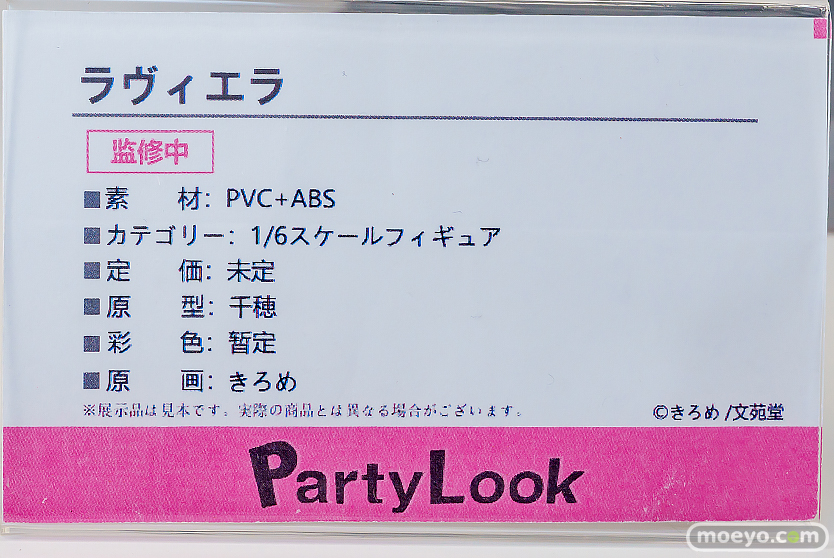 ラヴィエラ
監修中
■素　材：PVC+ABS
■カテゴリー：1/6スケールフィギュア
■定　価：未定
■原　型：千穂
■彩　色：暫定
■原　画：きろめ
※展示品は見本です。実際の商品とは異なる場合がございます。
©きろめ /文苑堂
PartyLook
moeyo.com